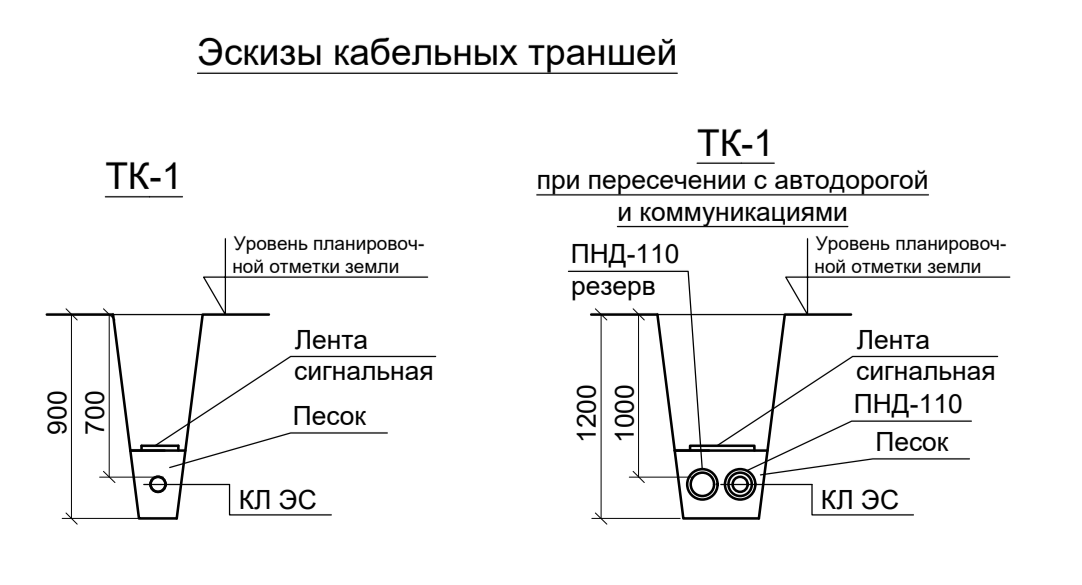 Эскизы кабельных траншей
ТК-1
Уровень планировоч-
ной отметки земли
Лента
сигнальная
Песок
КЛ ЭС
900
700
ТК-1
при пересечении с автодорогой
и коммуникациями
ПНД-110
резерв
Уровень планировоч-
ной отметки земли
Лента
сигнальная
ПНД-110
Песок
КЛ ЭС
1200
1000